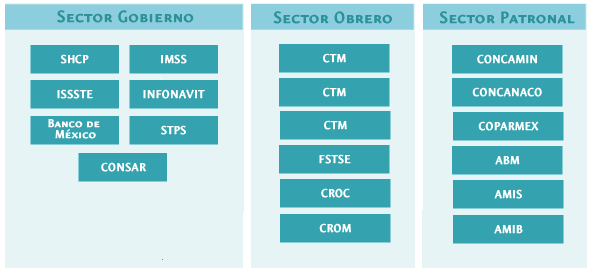 Sector Gobierno
SHCP
IMSS
ISSSTE
INFONAVIT
Banco de
México
STPS
CONSAR
Sector Obrero
CTM
CTM
CTM
FSTSE
CROC
CROM
Sector Patronal
CONCAMIN
CONCANACO
COPARMEX
ABM
AMIS
AMIB